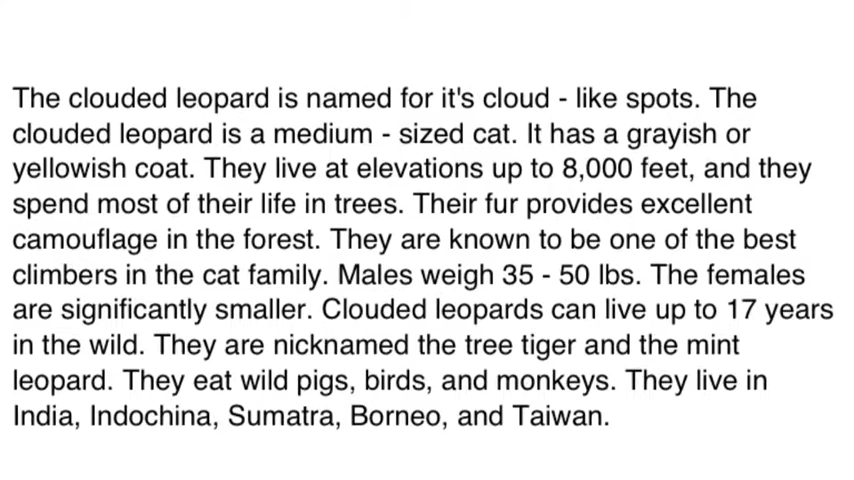 The clouded leopard is named for it's cloud - like spots. The
clouded leopard is a medium - sized cat. It has a grayish or
yellowish coat. They live at elevations up to 8,000 feet, and they
spend most of their life in trees. Their fur provides excellent
camouflage in the forest. They are known to be one of the best
climbers in the cat family. Males weigh 35 - 50 lbs. The females
are significantly smaller. Clouded leopards can live up to 17 years
in the wild. They are nicknamed the tree tiger and the mint
leopard. They eat wild pigs, birds, and monkeys. They live in
India, Indochina, Sumatra, Borneo, and Taiwan.